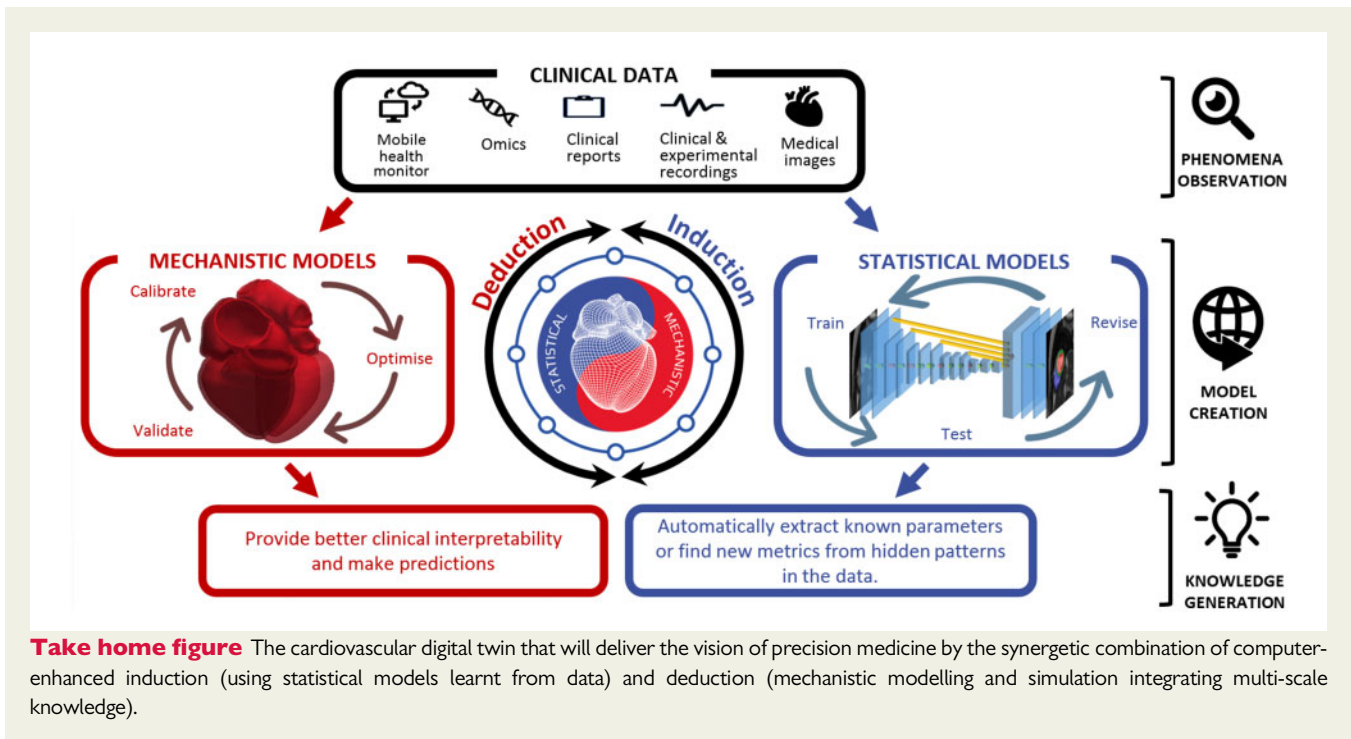 CLINICAL DATA
Mobile
health
monitor
Omics
Clinical
reports
Clinical &
experimental
recordings
Medical
images
PHENOMENA
OBSERVATION
MECHANISTIC MODELS
Calibrate
Optimise
Validate
Deduction
Induction
STATISTICAL
MECHANISTIC
STATISTICAL MODELS
Train
Revise
Test
MODEL
CREATION
Provide better clinical interpretability
and make predictions
Automatically extract known parameters
or find new metrics from hidden patterns
in the data.
KNOWLEDGE
GENERATION
Take home figure The cardiovascular digital twin that will deliver the vision of precision medicine by the synergetic combination of computer-
enhanced induction (using statistical models learnt from data) and deduction (mechanistic modelling and simulation integrating multi-scale
knowledge).